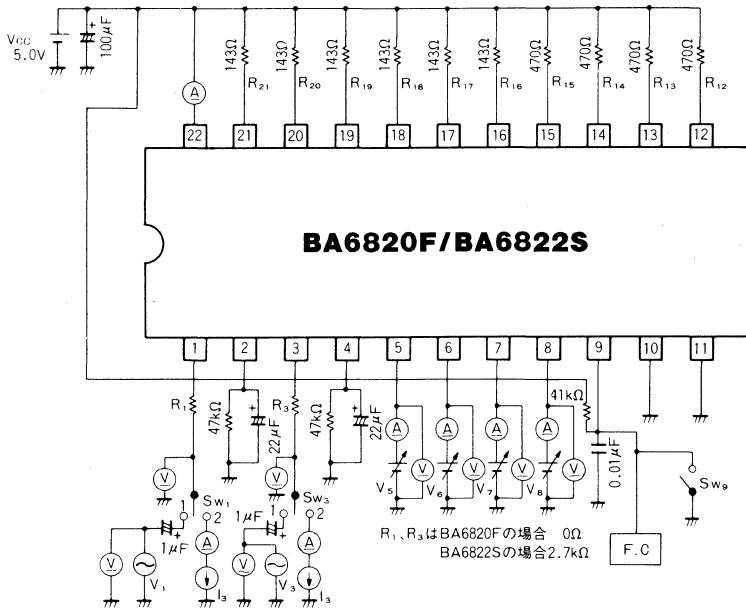 Vcc
5.0V
+
100μF
143Ω
143Ω
143Ω
143Ω
143Ω
143Ω
470Ω
470Ω
470Ω
470Ω
R21
R20
R19
R18
R17
R16
R15
R14
R13
R12
A
22
21
20
19
18
17
16
15
14
13
12
BA6820F/BA6822S
1
2
3
4
5
6
7
8
9
10
11
R1
47kΩ
+
22μF
R3
47kΩ
+
22μF
41kΩ
0.01μF
A
A
A
A
V
V
V
V
V5
V6
V7
V8
V
V
Sw1
Sw3
Sw9
1
2
1
2
1μF
+
1μF
+
A
A
V
V1
I3
V
V3
I3
R1、R3はBA6820Fの場合 0Ω
BA6822Sの場合2.7kΩ
F.C